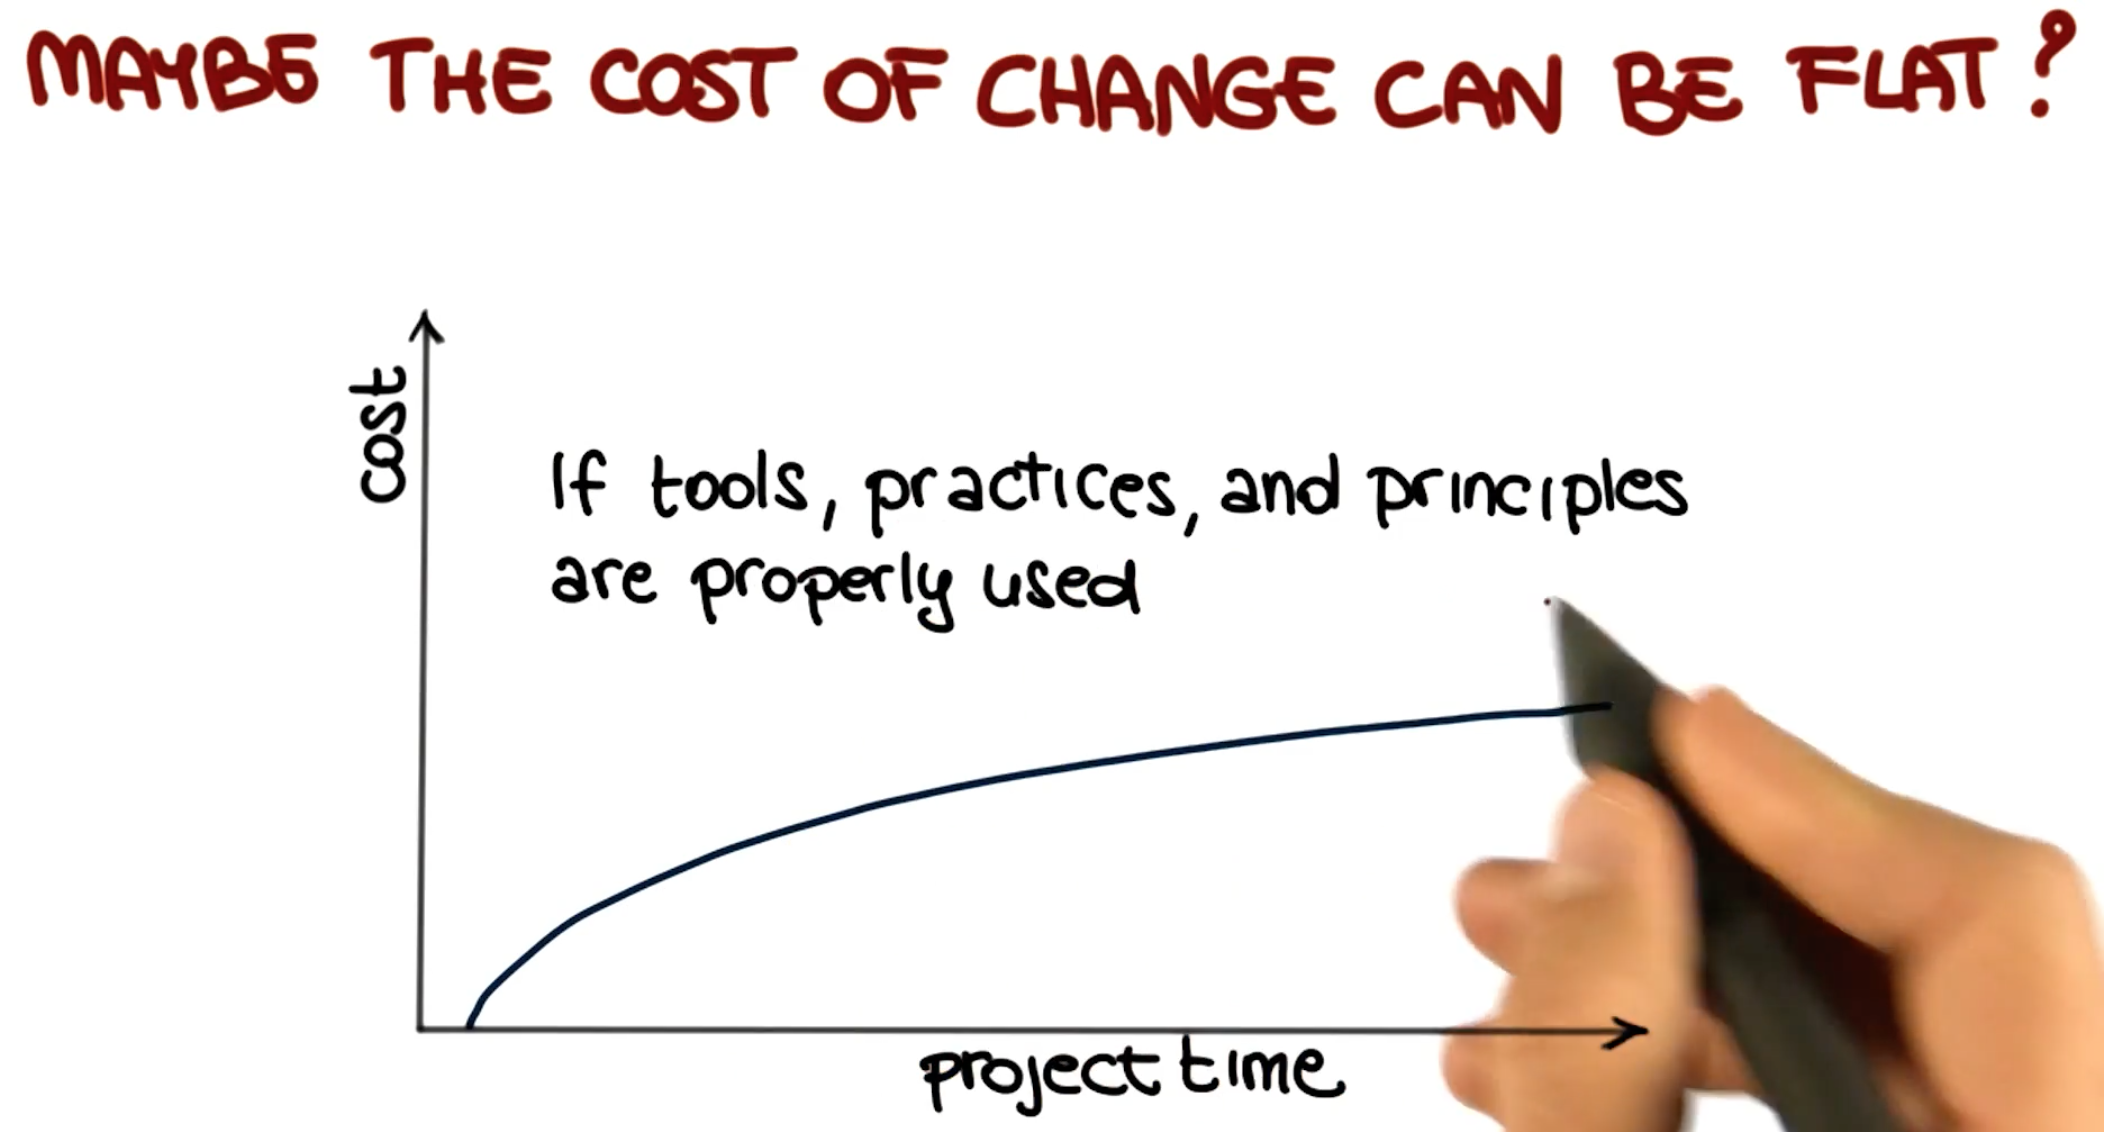 MAYBE THE COST OF CHANGE CAN BE FLAT?
cost
If tools, practices, and principles
are properly used
project time